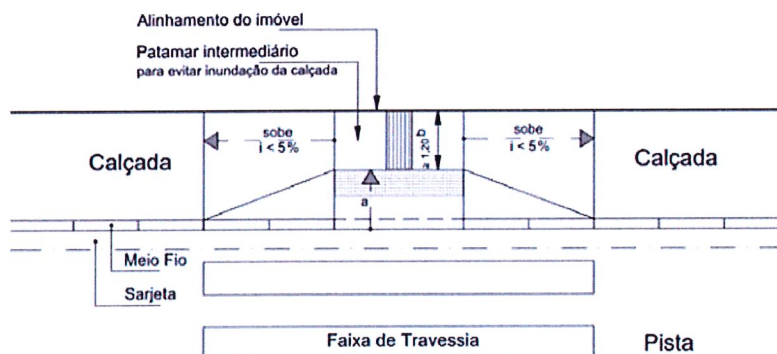 Alinhamento do imóvel
Patamar intermediário
para evitar inundação da calçada
Calçada
sobe
i < 5%
≥ 1,20 b
sobe
i < 5%
Calçada
a
Meio Fio
Sarjeta
Faixa de Travessia
Pista